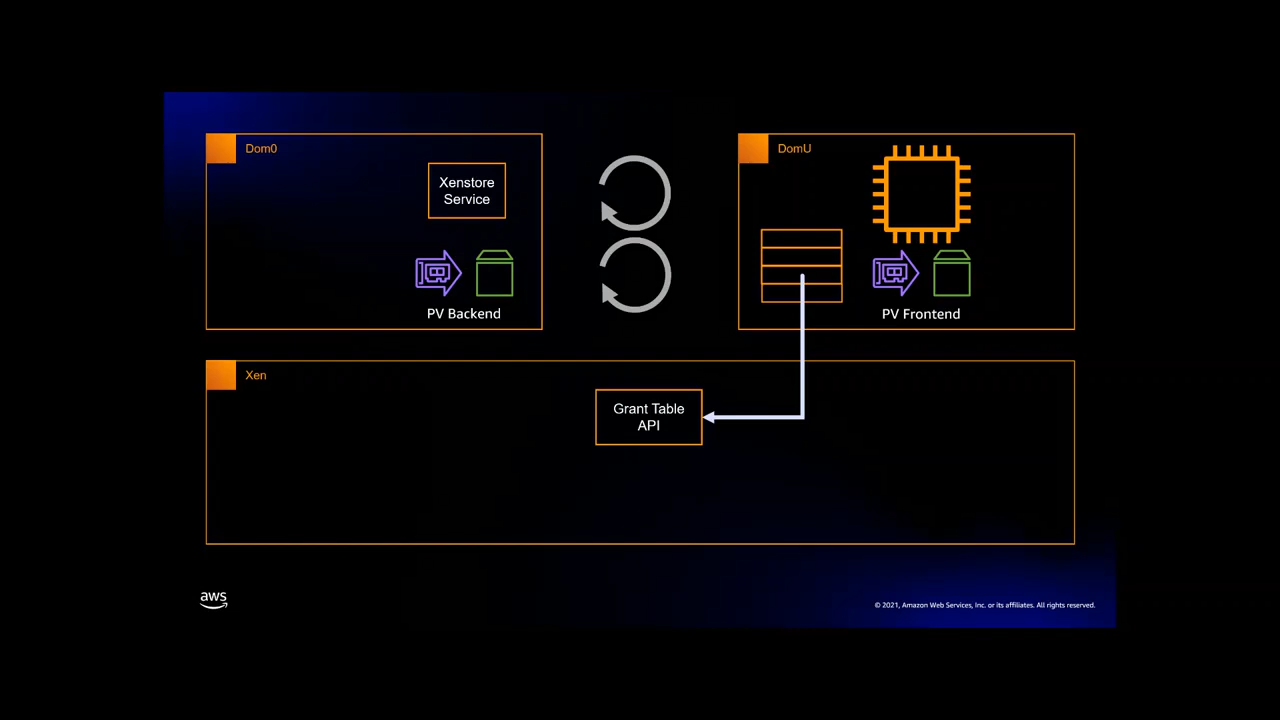 Dom0
Xenstore
Service
PV Backend
DomU
PV Frontend
Xen
Grant Table
API
aws
© 2021, Amazon Web Services, Inc. or its affiliates. All rights reserved.